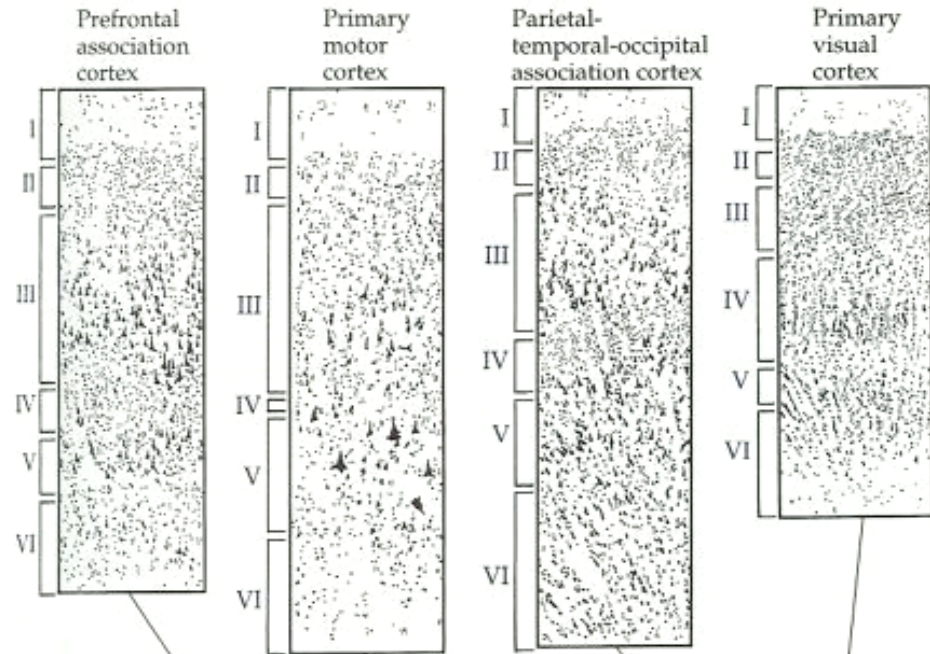 Prefrontal
association
cortex
I
II
III
IV
V
VI
Primary
motor
cortex
I
II
III
IV
V
VI
Parietal-
temporal-occipital
association cortex
I
II
III
IV
V
VI
Primary
visual
cortex
I
II
III
IV
V
VI